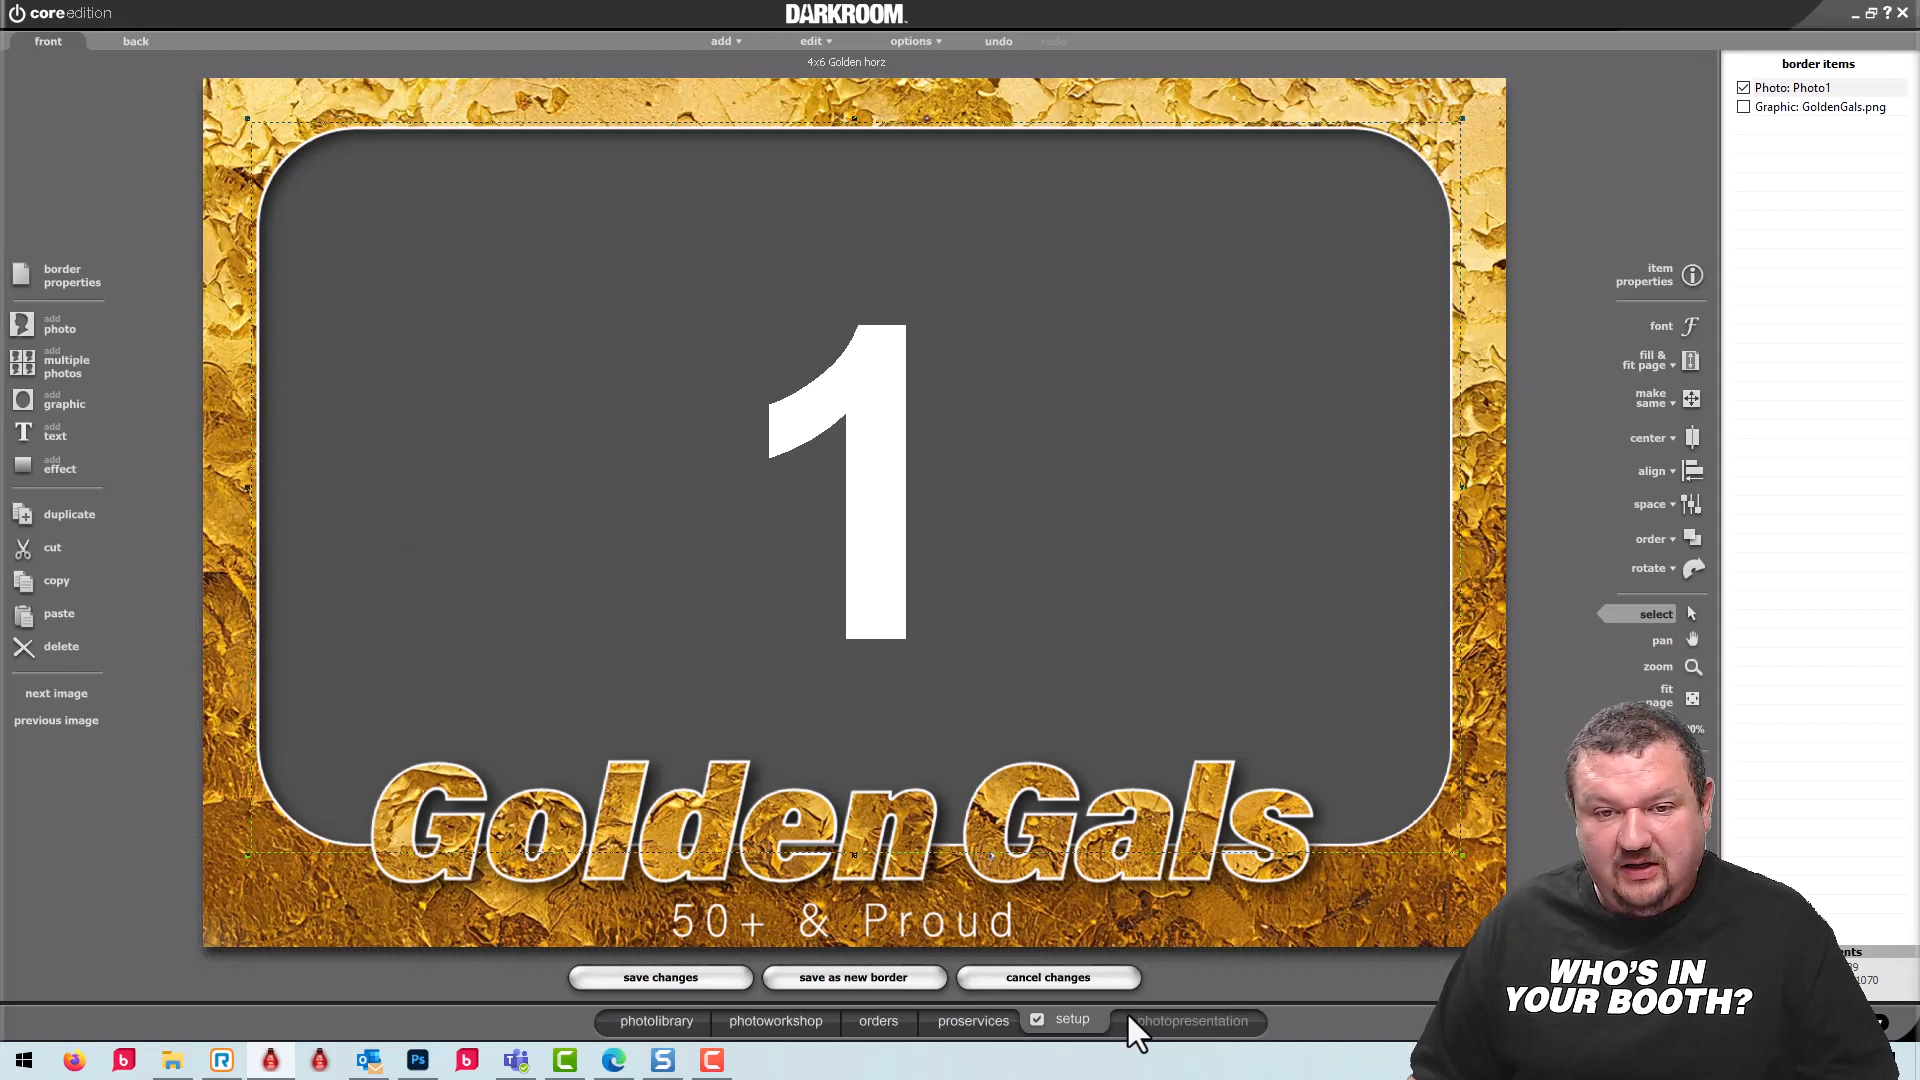 coreedition
DARKROOM
front
back
add
edit
options
undo
redo
4x6 Golden horz
border items
Photo: Photo1
Graphic: GoldenGals.png
border
properties
add
photo
add
multiple
photos
add
graphic
add
text
add
effect
duplicate
cut
copy
paste
delete
next image
previous image
1
Golden Gals
50+ & Proud
item
properties
font
fill &
fit page
make
same
center
align
space
order
rotate
select
pan
zoom
fit
page
WHO'S IN
YOUR BOOTH?
1070
save changes
save as new border
cancel changes
photolibrary
photoworkshop
orders
proservices
setup
photopresentation